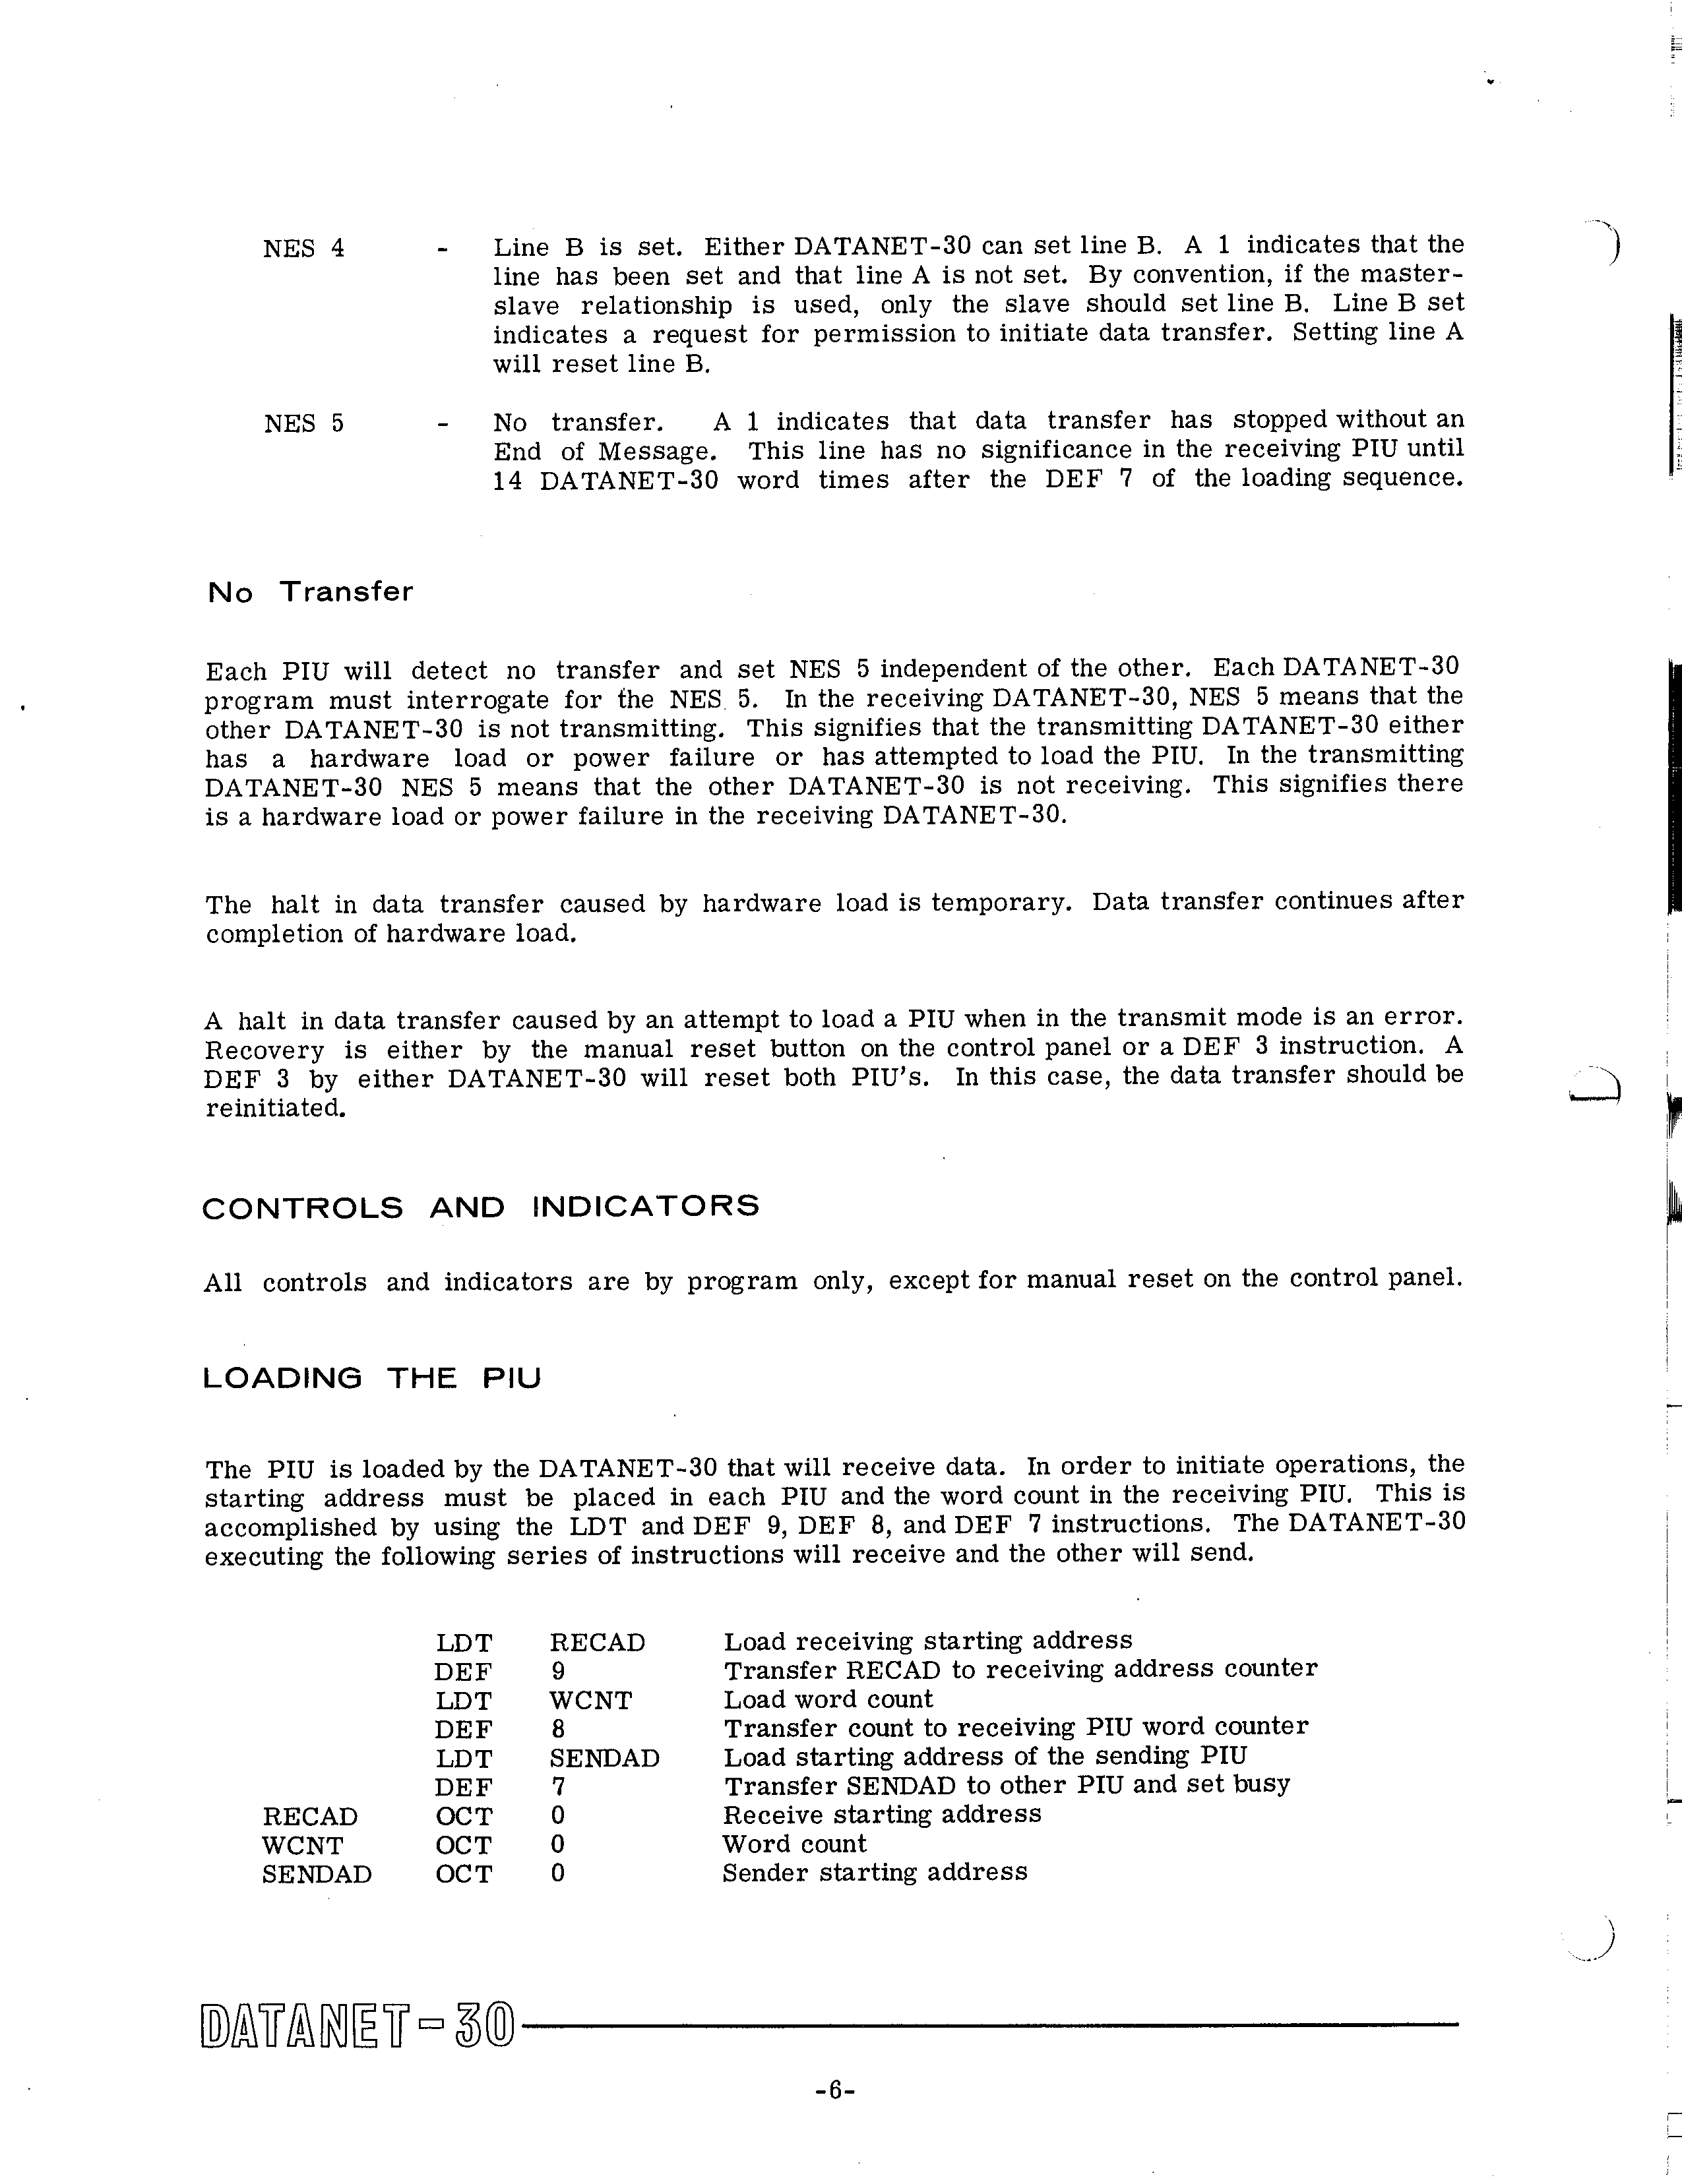 NES 4 - Line B is set. Either DATANET-30 can set line B. A 1 indicates that the
line has been set and that line A is not set. By convention, if the master-
slave relationship is used, only the slave should set line B. Line B set
indicates a request for permission to initiate data transfer. Setting line A
will reset line B.
NES 5 - No transfer. A 1 indicates that data transfer has stopped without an
End of Message. This line has no significance in the receiving PIU until
14 DATANET-30 word times after the DEF 7 of the loading sequence.
No Transfer
Each PIU will detect no transfer and set NES 5 independent of the other. Each DATANET-30
program must interrogate for the NES 5. In the receiving DATANET-30, NES 5 means that the
other DATANET-30 is not transmitting. This signifies that the transmitting DATANET-30 either
has a hardware load or power failure or has attempted to load the PIU. In the transmitting
DATANET-30 NES 5 means that the other DATANET-30 is not receiving. This signifies there
is a hardware load or power failure in the receiving DATANET-30.
The halt in data transfer caused by hardware load is temporary. Data transfer continues after
completion of hardware load.
A halt in data transfer caused by an attempt to load a PIU when in the transmit mode is an error.
Recovery is either by the manual reset button on the control panel or a DEF 3 instruction. A
DEF 3 by either DATANET-30 will reset both PIU's. In this case, the data transfer should be
reinitiated.
CONTROLS AND INDICATORS
All controls and indicators are by program only, except for manual reset on the control panel.
LOADING THE PIU
The PIU is loaded by the DATANET-30 that will receive data. In order to initiate operations, the
starting address must be placed in each PIU and the word count in the receiving PIU. This is
accomplished by using the LDT and DEF 9, DEF 8, and DEF 7 instructions. The DATANET-30
executing the following series of instructions will receive and the other will send.
LDT RECAD Load receiving starting address
DEF 9 Transfer RECAD to receiving address counter
LDT WCNT Load word count
DEF 8 Transfer count to receiving PIU word counter
LDT SENDAD Load starting address of the sending PIU
DEF 7 Transfer SENDAD to other PIU and set busy
RECAD OCT 0 Receive starting address
WCNT OCT 0 Word count
SENDAD OCT 0 Sender starting address
DATANET-30
-6-